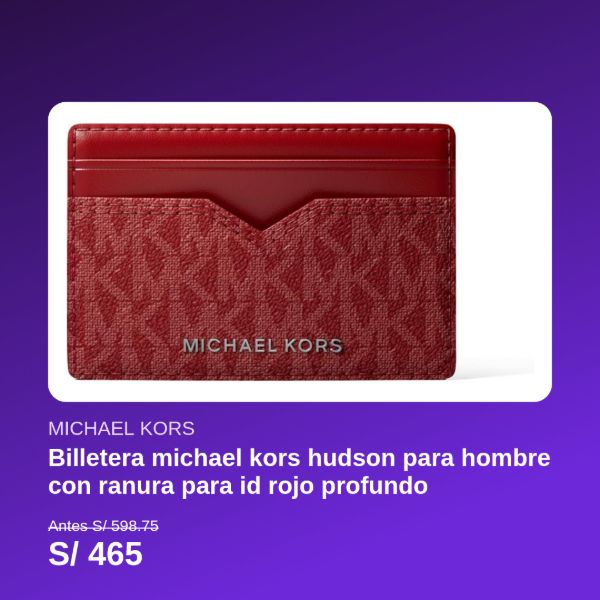 MICHAEL KORS
MICHAEL KORS
Billetera michael kors hudson para hombre
con ranura para id rojo profundo
Antes S/ 598.75
S/ 465